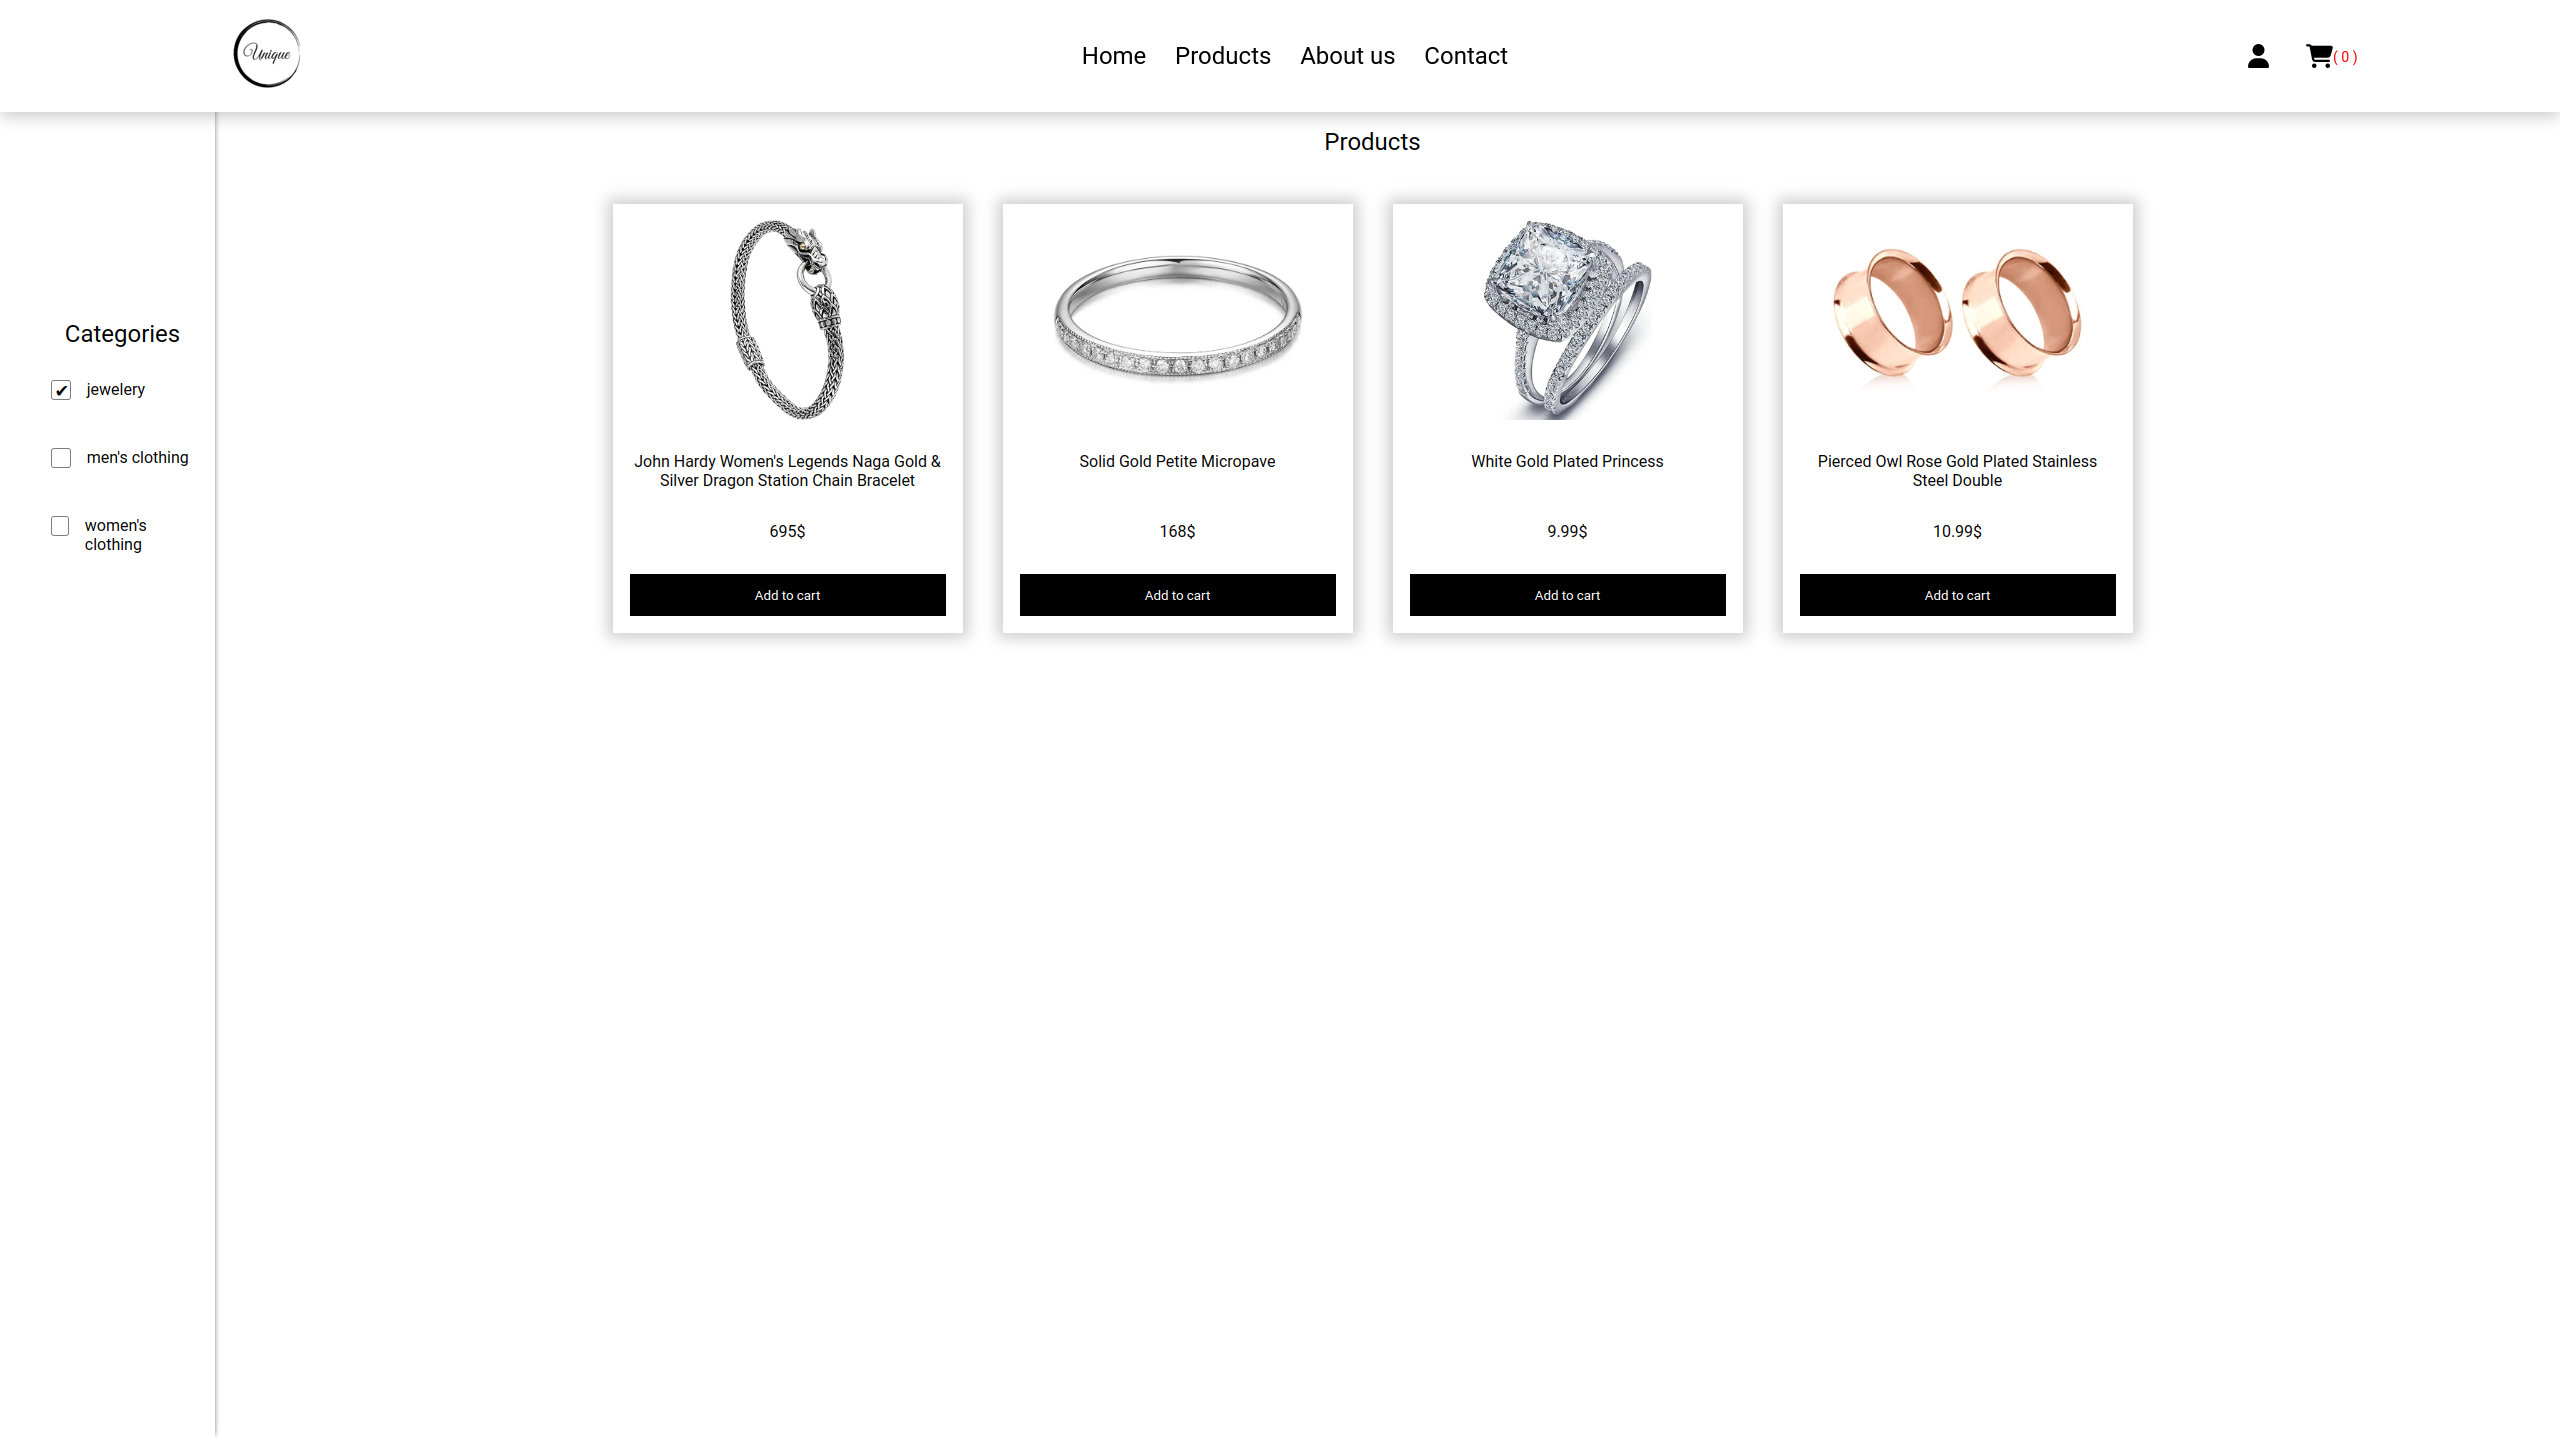 Unique
Home Products About us Contact
( 0 )
Products
Categories
jewelery
men's clothing
women's
clothing
John Hardy Women's Legends Naga Gold &
Silver Dragon Station Chain Bracelet
695$
Add to cart
Solid Gold Petite Micropave
168$
Add to cart
White Gold Plated Princess
9.99$
Add to cart
Pierced Owl Rose Gold Plated Stainless
Steel Double
10.99$
Add to cart